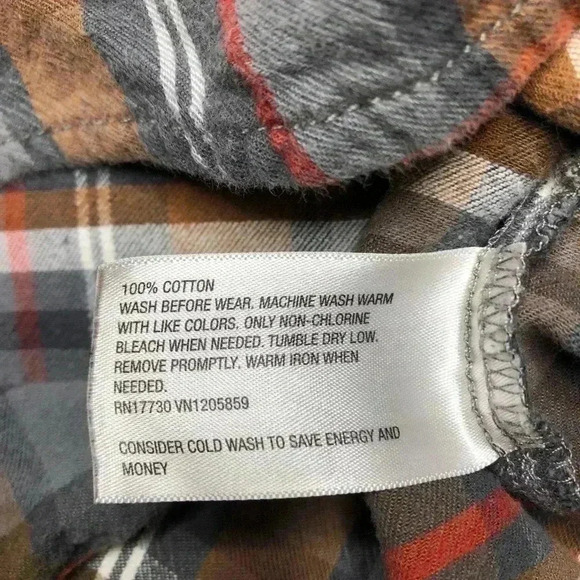 100% COTTON
WASH BEFORE WEAR. MACHINE WASH WARM
WITH LIKE COLORS. ONLY NON-CHLORINE
BLEACH WHEN NEEDED. TUMBLE DRY LOW.
REMOVE PROMPTLY. WARM IRON WHEN
NEEDED.
RN17730 VN1205859
CONSIDER COLD WASH TO SAVE ENERGY AND
MONEY